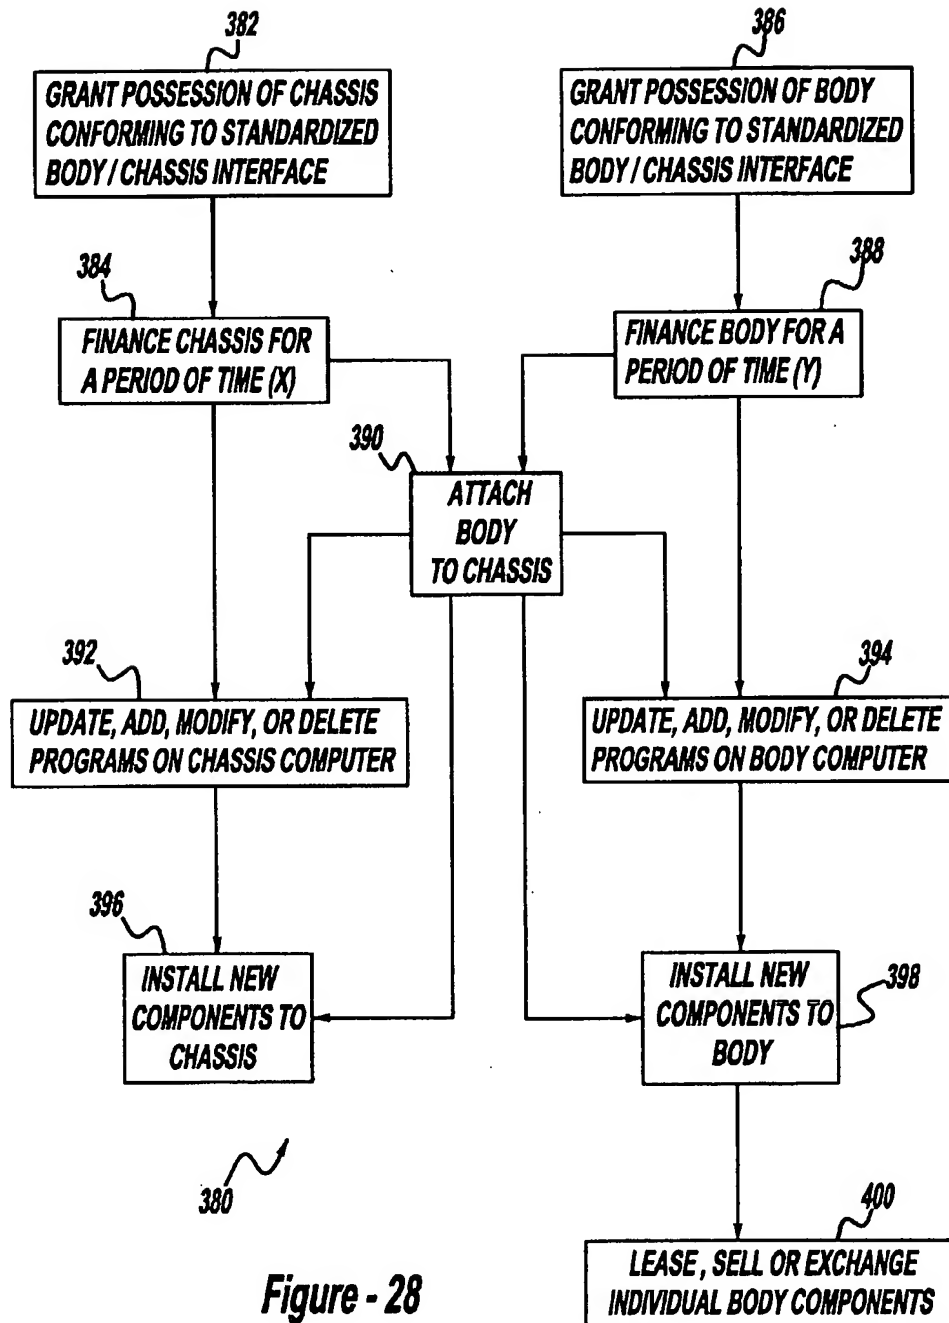 382
GRANT POSSESSION OF CHASSIS
CONFORMING TO STANDARDIZED
BODY / CHASSIS INTERFACE
386
GRANT POSSESSION OF BODY
CONFORMING TO STANDARDIZED
BODY / CHASSIS INTERFACE
384
FINANCE CHASSIS FOR
A PERIOD OF TIME (X)
388
FINANCE BODY FOR A
PERIOD OF TIME (Y)
390
ATTACH
BODY
TO CHASSIS
392
UPDATE, ADD, MODIFY, OR DELETE
PROGRAMS ON CHASSIS COMPUTER
394
UPDATE, ADD, MODIFY, OR DELETE
PROGRAMS ON BODY COMPUTER
396
INSTALL NEW
COMPONENTS TO
CHASSIS
398
INSTALL NEW
COMPONENTS TO
BODY
380
400
LEASE , SELL OR EXCHANGE
INDIVIDUAL BODY COMPONENTS
Figure - 28